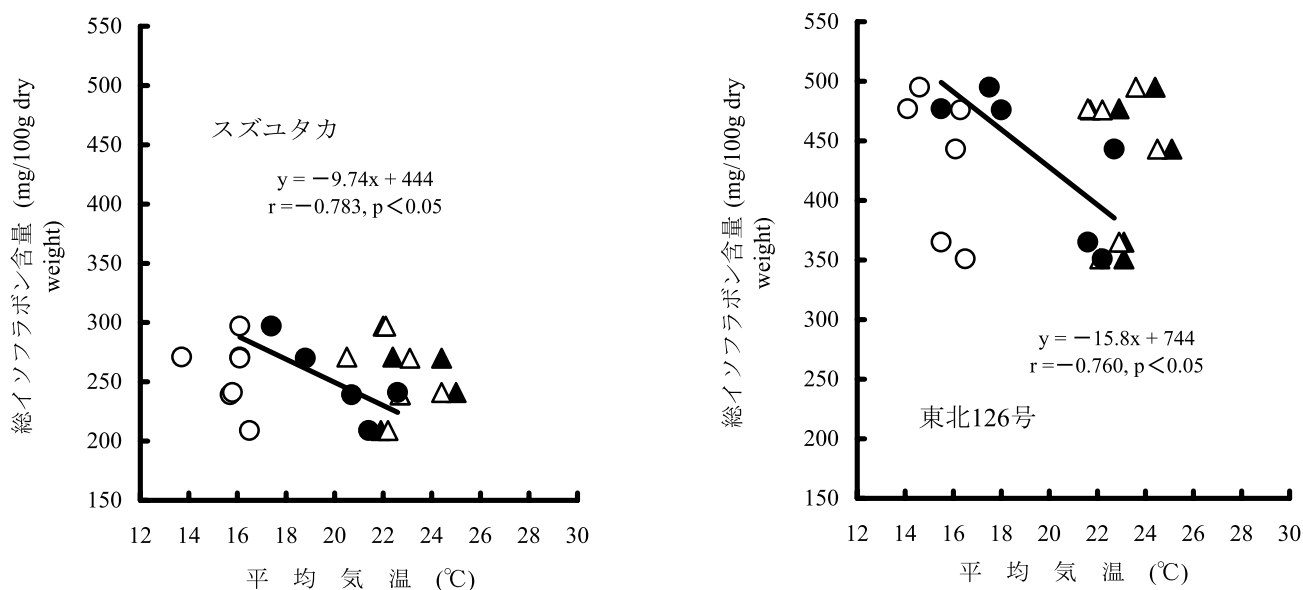 550
500
450
400
350
300
250
200
150
総イソフラボン含量 (mg/100g dry
weight)
スズユタカ
y = −9.74x + 444
r =−0.783, p＜0.05
12 14 16 18 20 22 24 26 28 30
平 均 気 温 (℃)
550
500
450
400
350
300
250
200
150
総イソフラボン含量 (mg/100g dry
weight)
y = −15.8x + 744
r =−0.760, p＜0.05
東北126号
12 14 16 18 20 22 24 26 28 30
平 均 気 温 (℃)